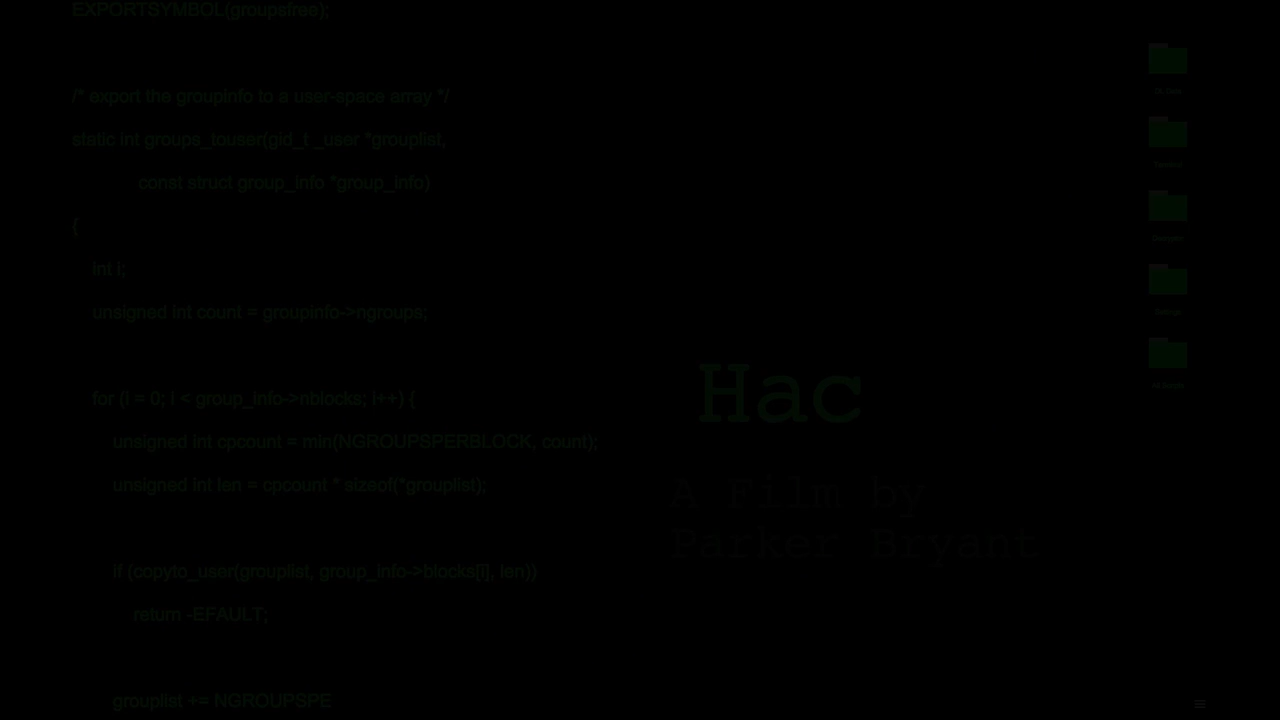 EXPORTSYMBOL(groupsfree);
/* export the groupinfo to a user-space array */
static int groups_touser(gid_t _user *grouplist,
const struct group_info *group_info)
{
int i;
unsigned int count = groupinfo->ngroups;
for (i = 0; i < group_info->nblocks; i++) {
unsigned int cpcount = min(NGROUPSPERBLOCK, count);
unsigned int len = cpcount * sizeof(*grouplist);
if (copyto_user(grouplist, group_info->blocks[i], len))
return -EFAULT;
grouplist += NGROUPSPE
Hac
A Film by
Parker Bryant